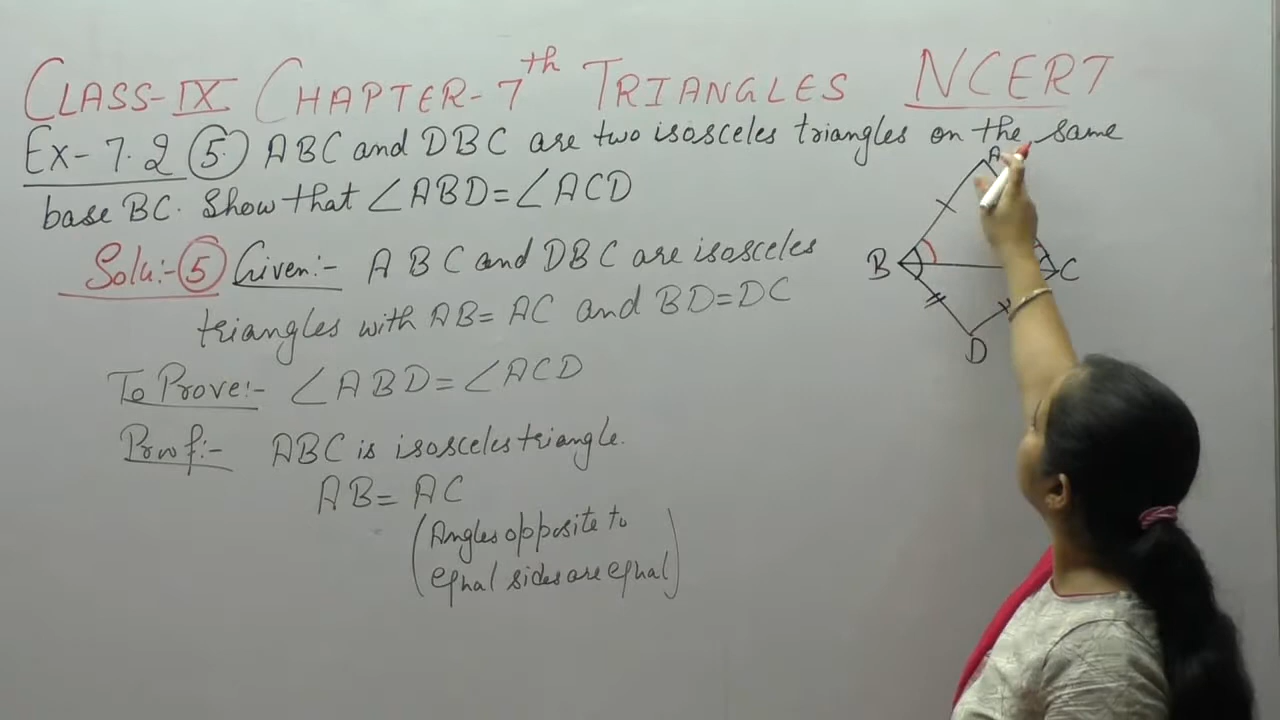 CLASS-IX CHAPTER-7th TRIANGLES NCERT
Ex-7.2 (5.) ABC and DBC are two isosceles triangles on the same
base BC. Show that ∠ABD=∠ACD
Solu:-(5) Given:- ABC and DBC are isosceles
triangles with AB=AC and BD=DC
To Prove:- ∠ABD=∠ACD
Proof:- ABC is isosceles triangle.
AB=AC
(Angles opposite to
equal sides are equal)
A
B
C
D